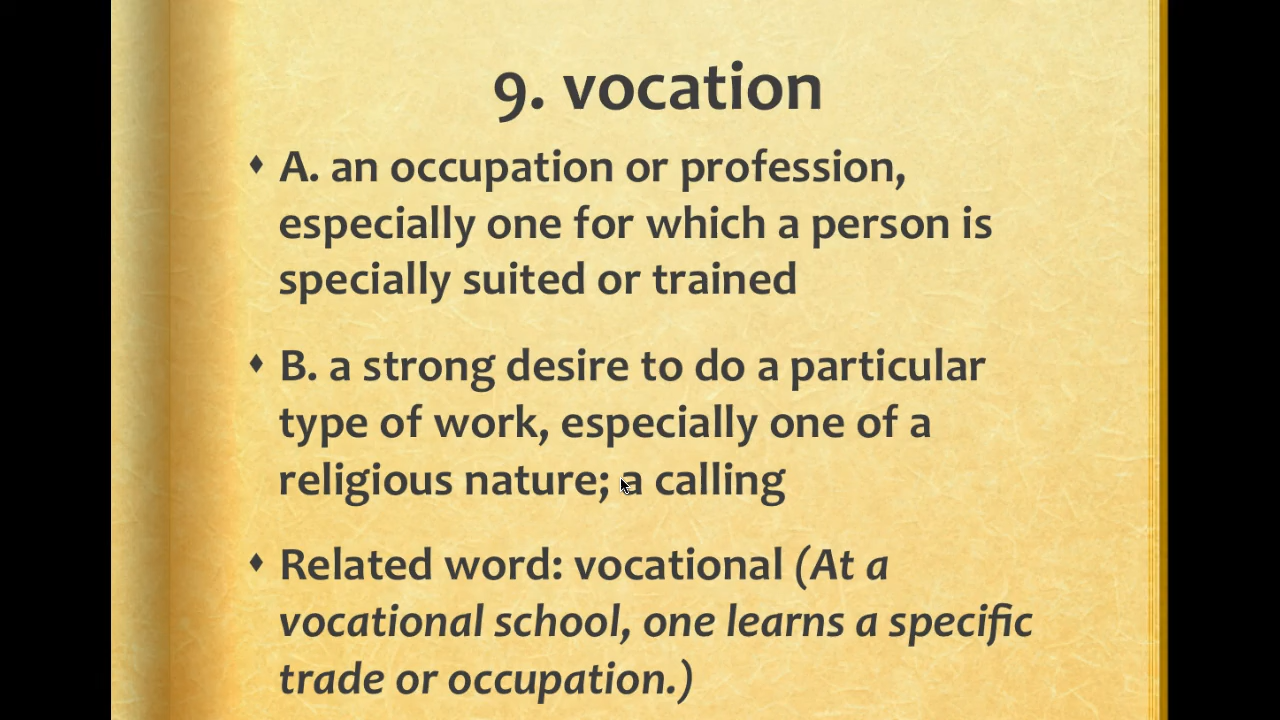 9. vocation
A. an occupation or profession,
especially one for which a person is
specially suited or trained
B. a strong desire to do a particular
type of work, especially one of a
religious nature; a calling
Related word: vocational (At a
vocational school, one learns a specific
trade or occupation.)